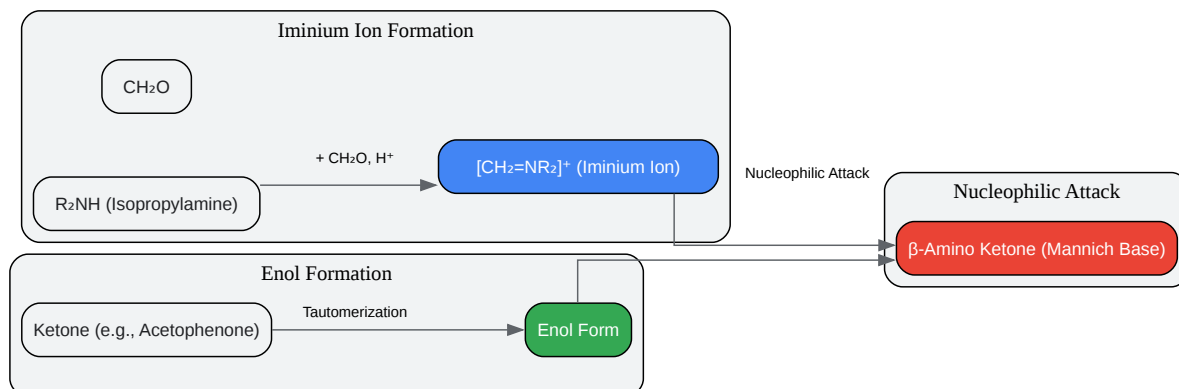 Iminium Ion Formation
CH₂O
+ CH₂O, H⁺
[CH₂=NR₂]⁺ (Iminium Ion)
R₂NH (Isopropylamine)
Nucleophilic Attack
Nucleophilic Attack
β-Amino Ketone (Mannich Base)
Enol Formation
Ketone (e.g., Acetophenone)
Tautomerization
Enol Form